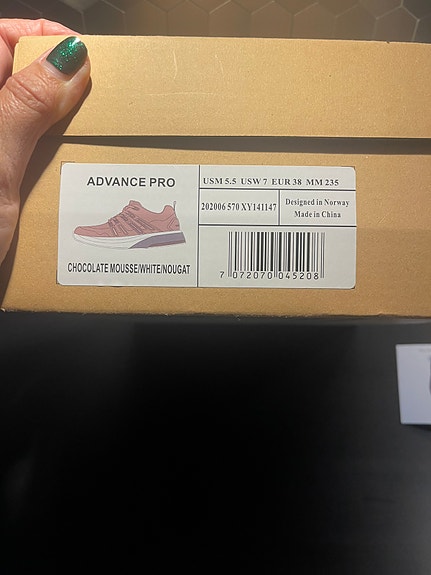 ADVANCE PRO
CHOCOLATE MOUSSE/WHITE/NOUGAT
USM 5.5 USW 7 EUR 38 MM 235
202006 570 XY141147
Designed in Norway
Made in China
7 072070 045208